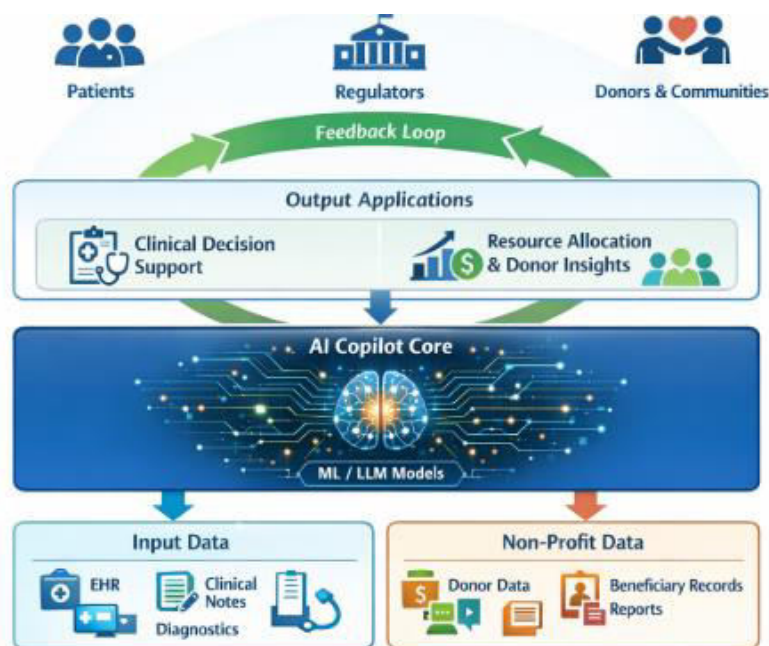 Patients
Regulators
Donors & Communities
Feedback Loop
Output Applications
Clinical Decision
Support
Resource Allocation
& Donor Insights
AI Copilot Core
ML / LLM Models
Input Data
EHR
Clinical
Notes
Diagnostics
Non-Profit Data
Donor Data
Beneficiary Records
Reports